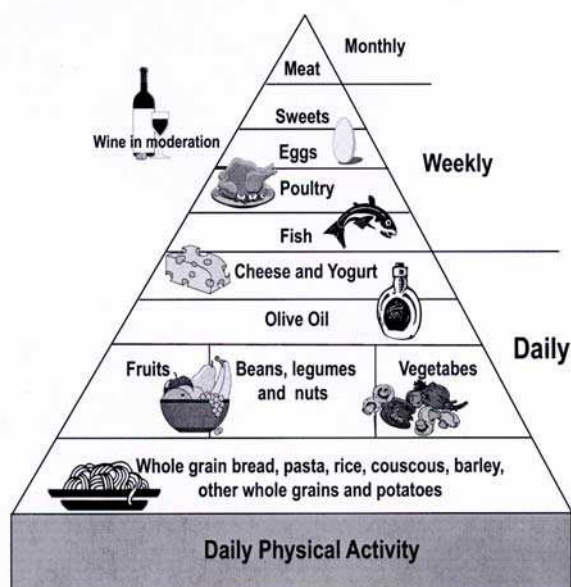 Monthly
Meat
Sweets
Wine in moderation
Eggs
Weekly
Poultry
Fish
Cheese and Yogurt
Olive Oil
Daily
Fruits
Beans, legumes
and nuts
Vegetabes
Whole grain bread, pasta, rice, couscous, barley,
other whole grains and potatoes
Daily Physical Activity